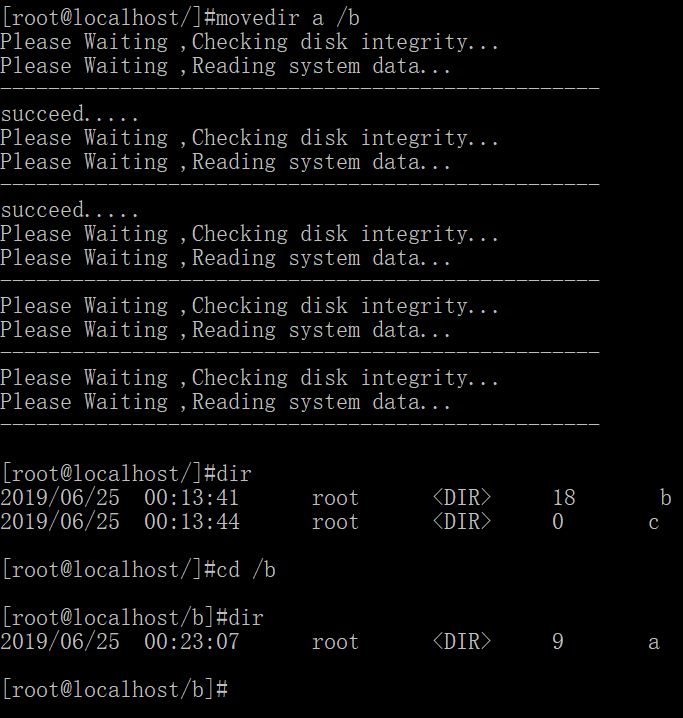 [root@localhost/]#movedir a /b
Please Waiting ,Checking disk integrity...
Please Waiting ,Reading system data...
--------------------------------------------------
succeed.....
Please Waiting ,Checking disk integrity...
Please Waiting ,Reading system data...
--------------------------------------------------
succeed.....
Please Waiting ,Checking disk integrity...
Please Waiting ,Reading system data...
--------------------------------------------------
Please Waiting ,Checking disk integrity...
Please Waiting ,Reading system data...
--------------------------------------------------
Please Waiting ,Checking disk integrity...
Please Waiting ,Reading system data...
--------------------------------------------------
[root@localhost/]#dir
2019/06/25  00:13:41      root      <DIR>     18       b
2019/06/25  00:13:44      root      <DIR>     0       c
[root@localhost/]#cd /b
[root@localhost/b]#dir
2019/06/25  00:23:07      root      <DIR>     9       a
[root@localhost/b]#